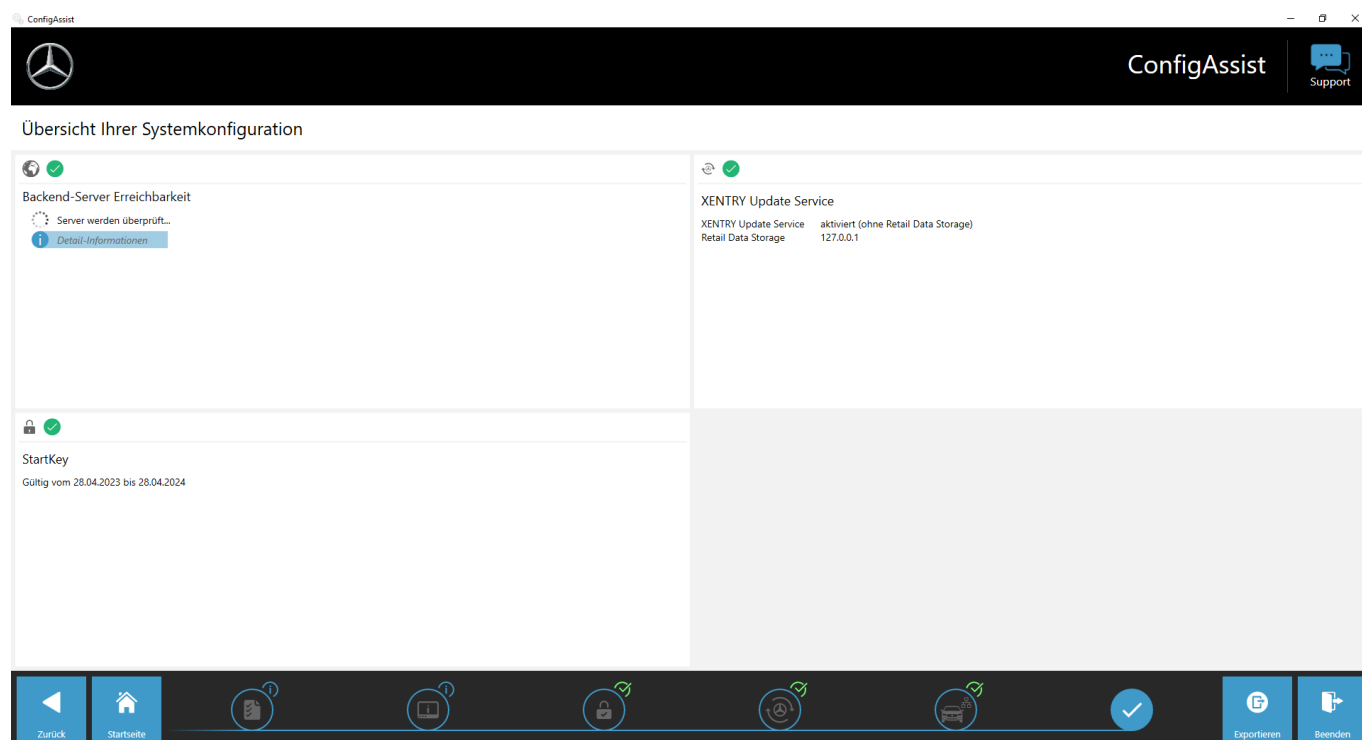 ConfigAssist
ConfigAssist
Support
Übersicht Ihrer Systemkonfiguration
Backend-Server Erreichbarkeit
Server werden überprüft...
Detail-Informationen
XENTRY Update Service
XENTRY Update Service aktiviert (ohne Retail Data Storage)
Retail Data Storage 127.0.0.1
StartKey
Gültig vom 28.04.2023 bis 28.04.2024
Zurück
Startseite
Exportieren
Beenden